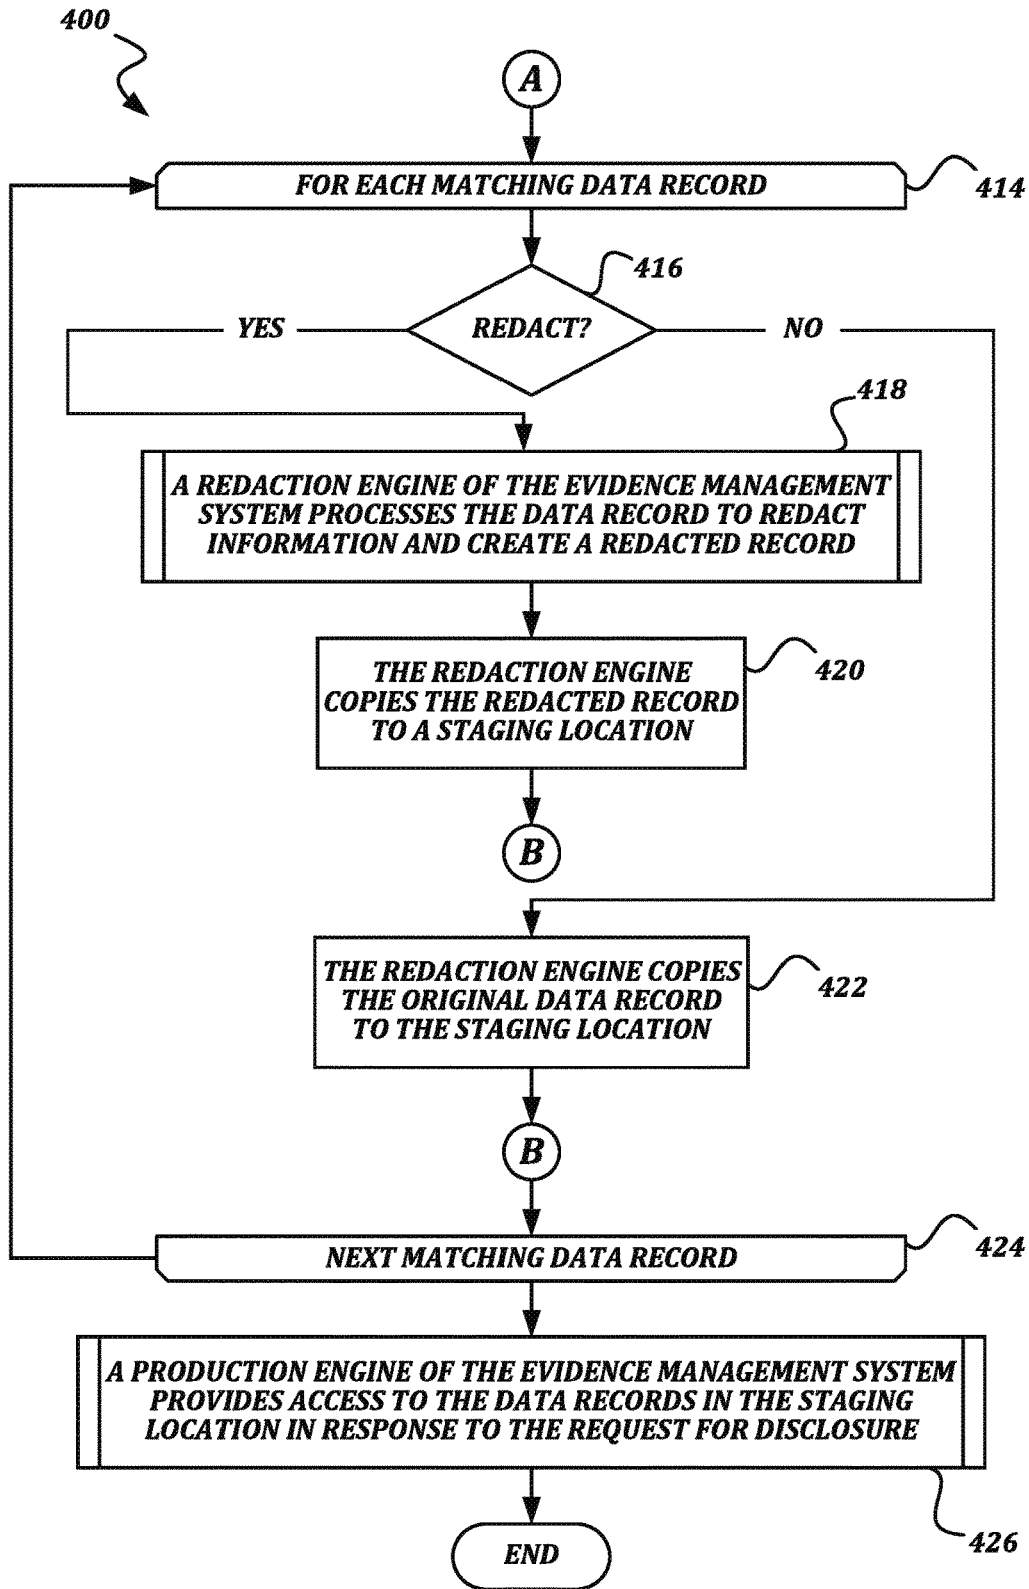 400
A
FOR EACH MATCHING DATA RECORD
414
416
REDACT?
YES
NO
418
A REDACTION ENGINE OF THE EVIDENCE MANAGEMENT
SYSTEM PROCESSES THE DATA RECORD TO REDACT
INFORMATION AND CREATE A REDACTED RECORD
THE REDACTION ENGINE
COPIES THE REDACTED RECORD
TO A STAGING LOCATION
420
B
THE REDACTION ENGINE COPIES
THE ORIGINAL DATA RECORD
TO THE STAGING LOCATION
422
B
NEXT MATCHING DATA RECORD
424
A PRODUCTION ENGINE OF THE EVIDENCE MANAGEMENT SYSTEM
PROVIDES ACCESS TO THE DATA RECORDS IN THE STAGING
LOCATION IN RESPONSE TO THE REQUEST FOR DISCLOSURE
426
END